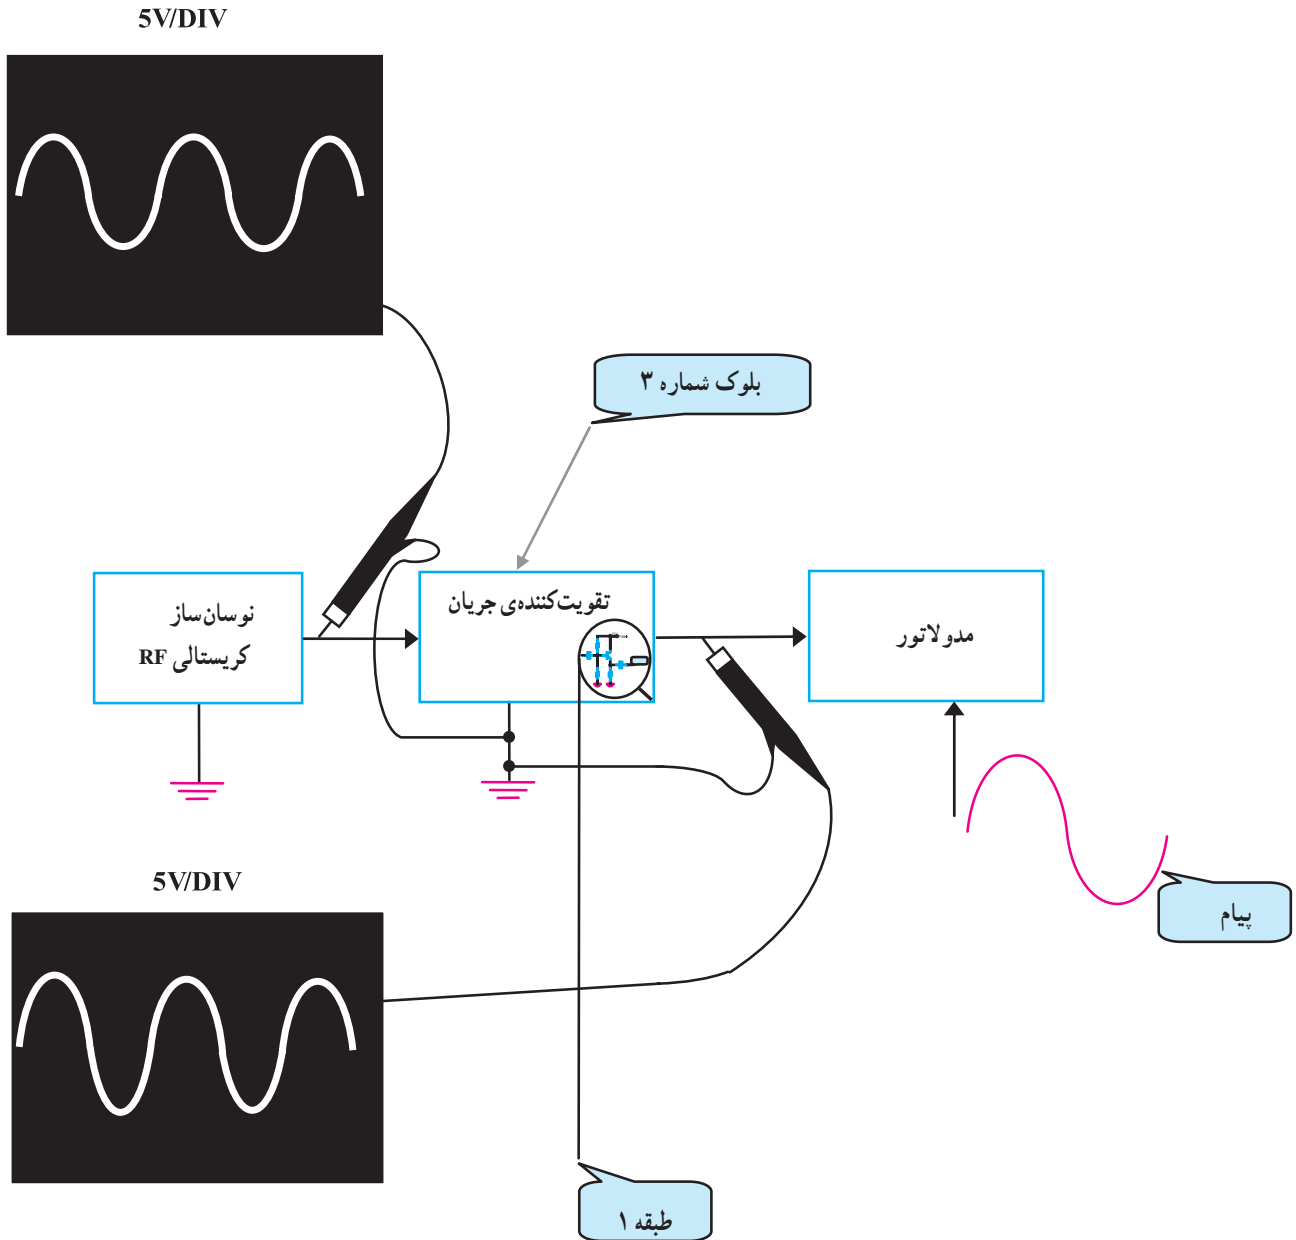 5V/DIV
بلوک شماره ۳
نوسان‌ساز
کریستالی RF
تقویت‌کننده‌ی جریان
مدولاتور
5V/DIV
پیام
طبقه ۱